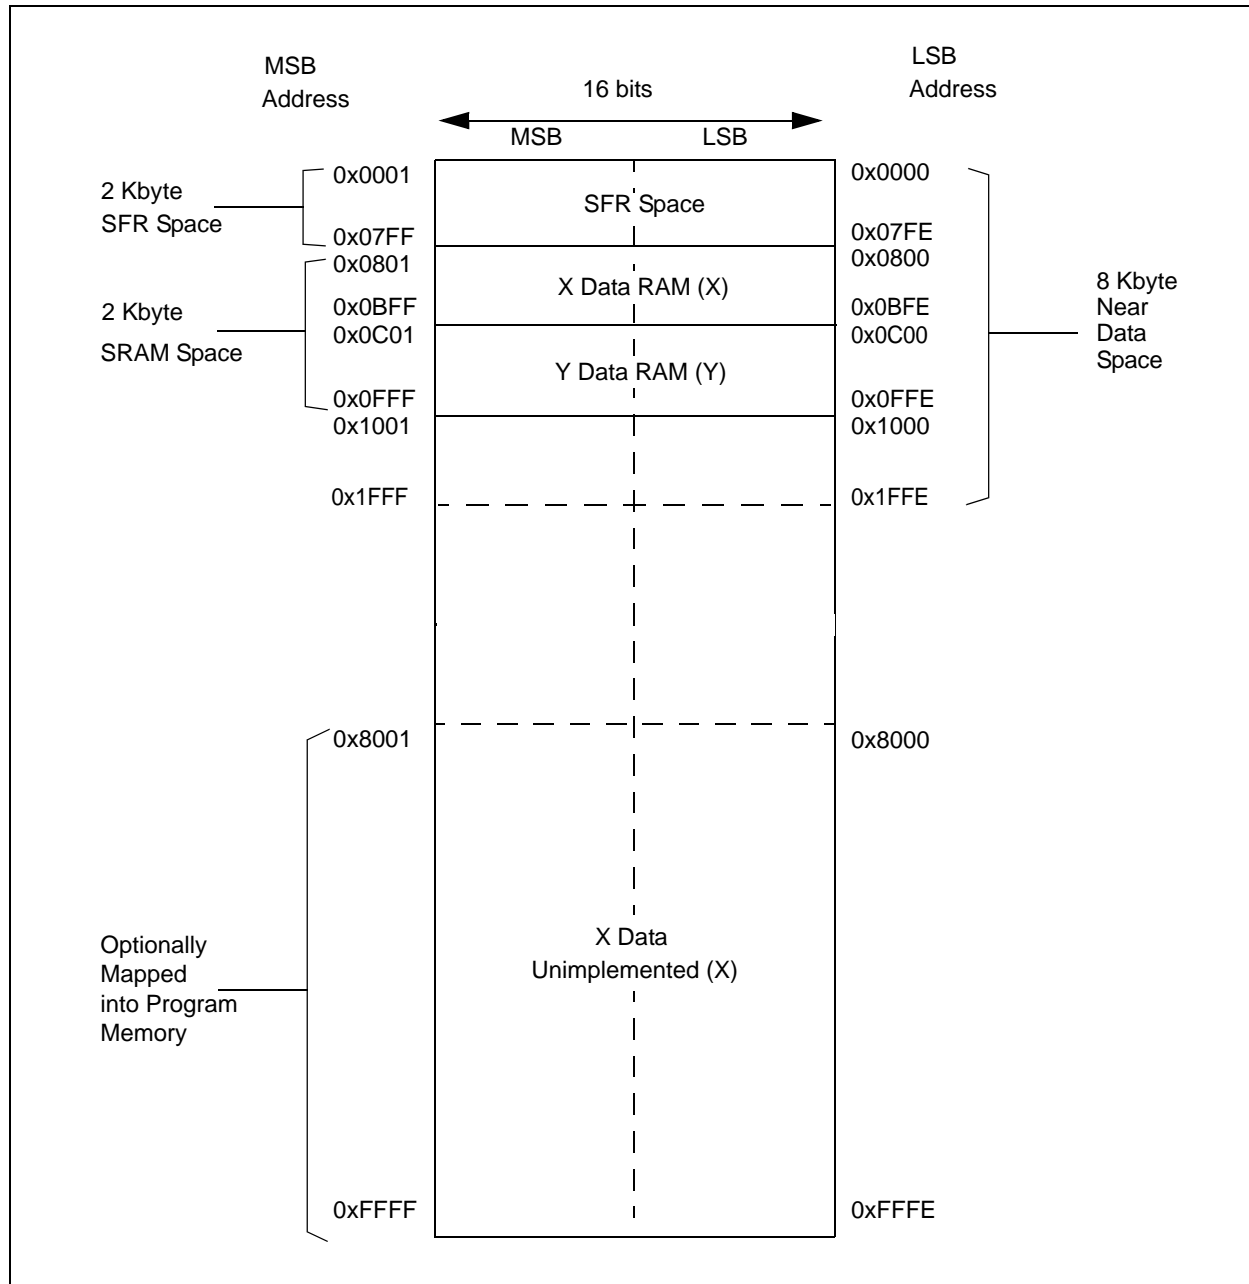 MSB
Address
LSB
Address
16 bits
MSB
LSB
2 Kbyte
SFR Space
0x0001
SFR Space
0x0000
0x07FF
0x07FE
2 Kbyte
SRAM Space
0x0801
0x0800
X Data RAM (X)
0x0BFF
0x0BFE
0x0C01
0x0C00
Y Data RAM (Y)
0x0FFF
0x0FFE
0x1001
0x1000
0x1FFF
0x1FFE
8 Kbyte
Near
Data
Space
0x8001
0x8000
Optionally
Mapped
into Program
Memory
X Data
Unimplemented (X)
0xFFFF
0xFFFE